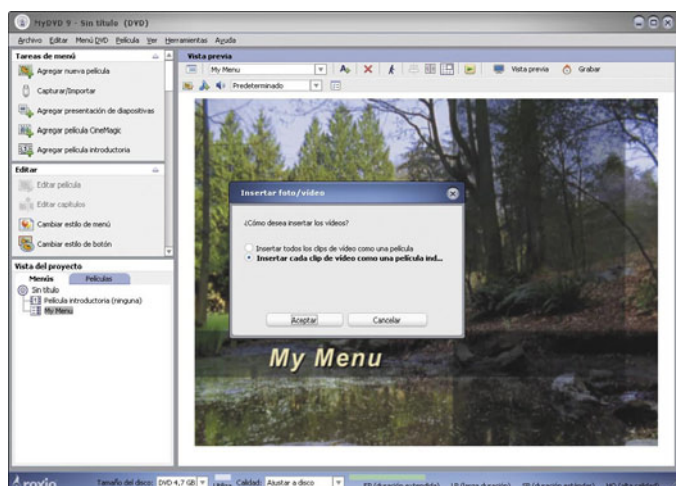 MyDVD 9 - Sin título (DVD)
Archivo Editar Menú DVD Película Ver Herramientas Ayuda
Tareas de menú
Agregar nueva película
Capturar/Importar
Agregar presentación de diapositivas
Agregar película CineMagic
Agregar película introductoria
Editar
Editar película
Editar capítulos
Cambiar estilo de menú
Cambiar estilo de botón
Vista del proyecto
Menús Películas
Sin título
Película introductoria (ninguna)
My Menu
Vista previa
My Menu Vista previa Grabar
Predeterminado
Insertar foto/vídeo
¿Cómo desea insertar los vídeos?
Insertar todos los clips de vídeo como una película
Insertar cada clip de vídeo como una película ind...
Aceptar Cancelar
My Menu
roxio Tamaño del disco: DVD 4,7 GB Calidad: Ajustar a disco